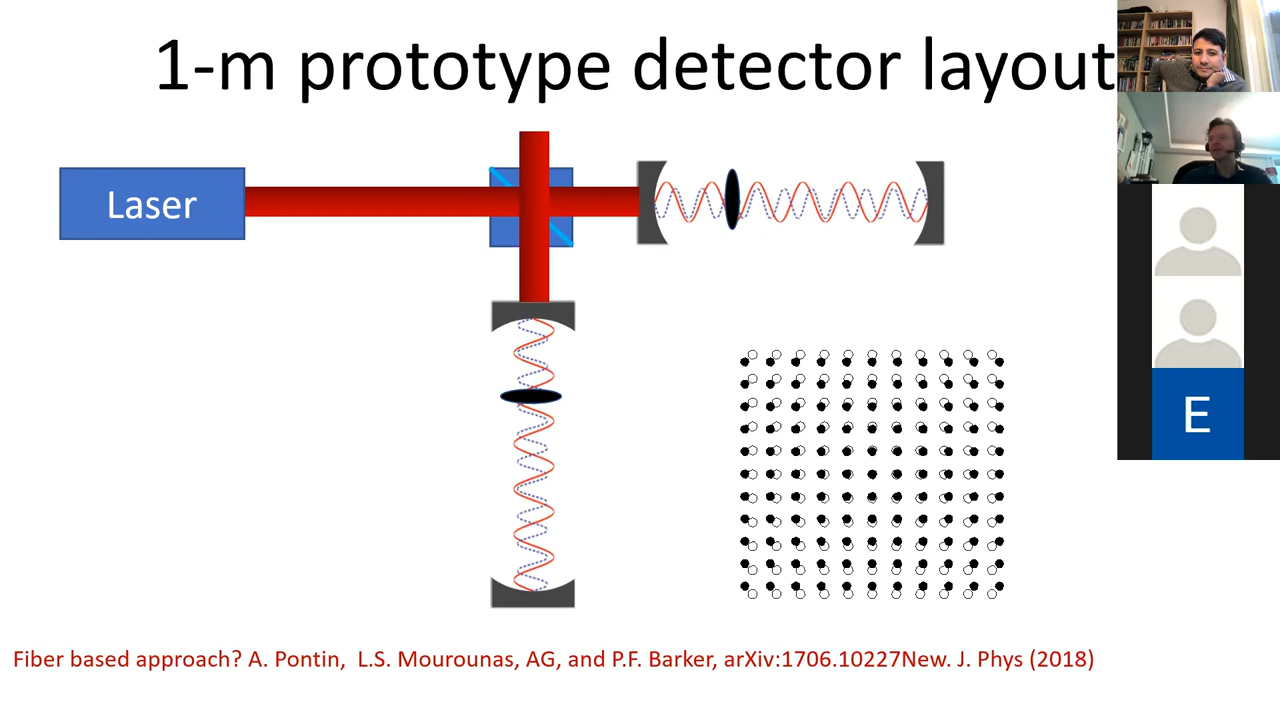 1-m prototype detector layout
Laser
E
Fiber based approach? A. Pontin, L.S. Mourounas, AG, and P.F. Barker, arXiv:1706.10227New. J. Phys (2018)